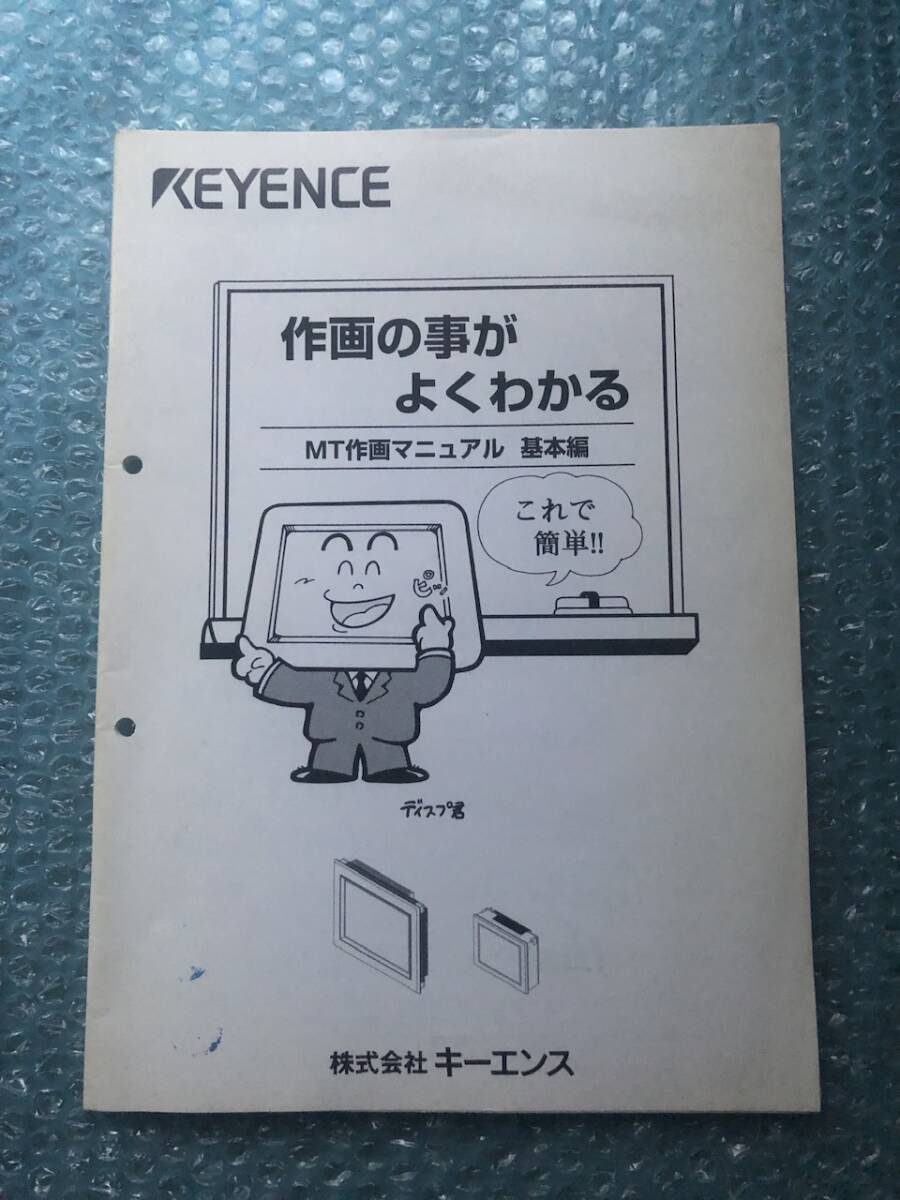 KEYENCE
作画の事が
よくわかる
MT作画マニュアル 基本編
これで
簡単!!
ピッ
ディスプ君
株式会社 キーエンス